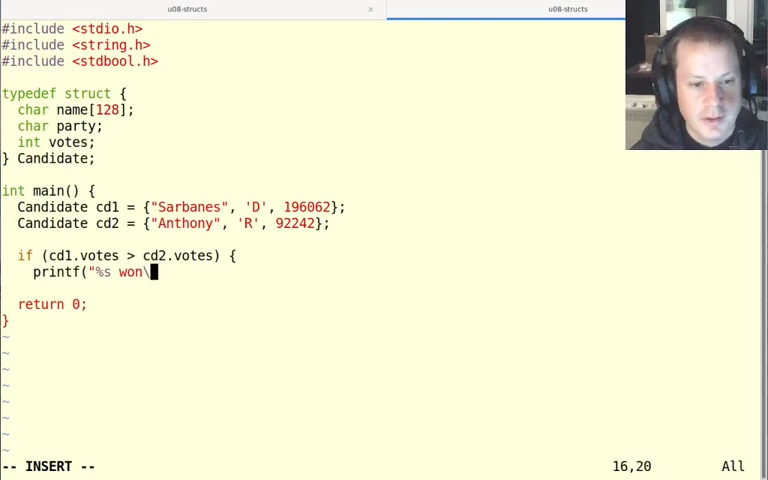 u08-structs × u08-structs
#include <stdio.h>
#include <string.h>
#include <stdbool.h>
typedef struct {
  char name[128];
  char party;
  int votes;
} Candidate;
int main() {
  Candidate cd1 = {"Sarbanes", 'D', 196062};
  Candidate cd2 = {"Anthony", 'R', 92242};
  if (cd1.votes > cd2.votes) {
    printf("%s won\
  return 0;
}
~
~
~
~
~
~
~
~
-- INSERT -- 16,20 All